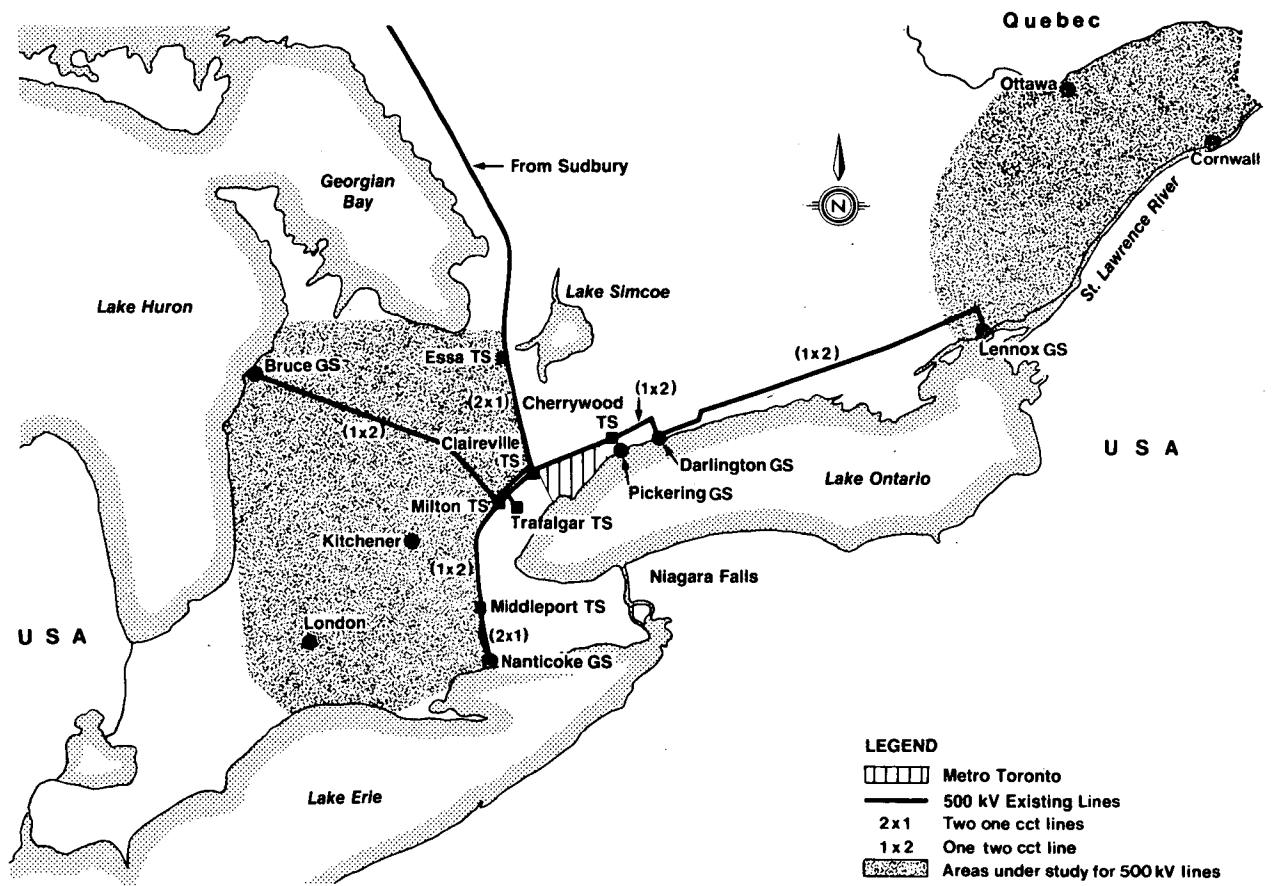 Quebec
Ottawa
Cornwall
From Sudbury
Georgian
Bay
N
St. Lawrence River
Lake Huron
Lake Simcoe
Essa TS
Bruce GS
Lennox GS
(1x2)
(2x1)
Cherrywood
TS
(1x2)
(1x2)
Claireville
TS
Darlington GS
USA
Lake Ontario
Pickering GS
Milton TS
Trafalgar TS
Kitchener
(1x2)
Niagara Falls
Middleport TS
London
USA
(2x1)
Nanticoke GS
Lake Erie
LEGEND
Metro Toronto
500 kV Existing Lines
2x1 Two one cct lines
1x2 One two cct line
Areas under study for 500 kV lines